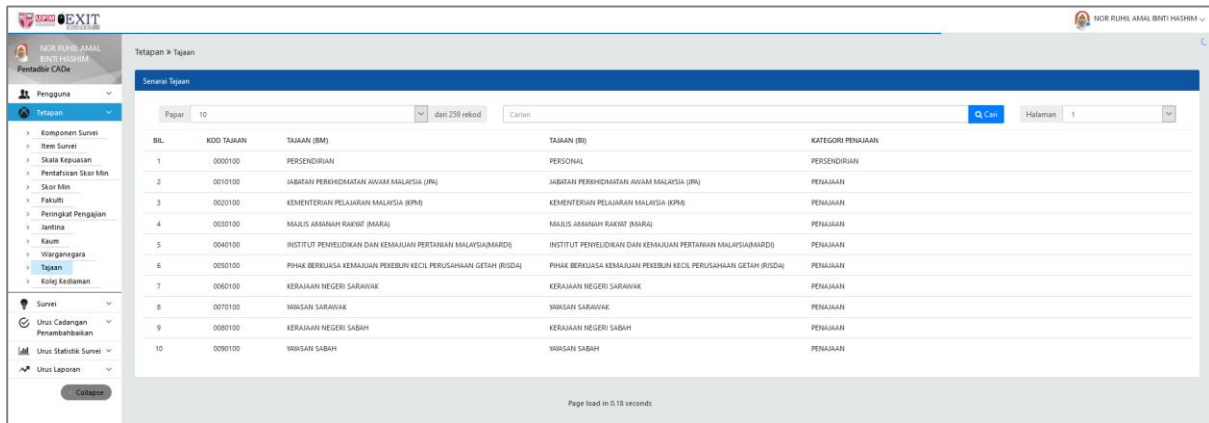 UPM EXIT
NOR RUHIL AMAL BINTI HASHIM
NOR RUHIL AMAL
BINTI HASHIM
Pentadbir CADe
Pengguna
Tetapan
Komponen Survei
Item Survei
Skala Kepuasan
Pentafsiran Skor Min
Skor Min
Fakulti
Peringkat Pengajian
Jantina
Kaum
Warganegara
Tajaan
Kolej Kediaman
Survei
Urus Cadangan
Penambahbaikan
Urus Statistik Survei
Urus Laporan
Collapse
Tetapan » Tajaan
Senarai Tajaan
Papar 10 dari 259 rekod Carian Cari Halaman 1
BIL. KOD TAJAAN TAJAAN (BM) TAJAAN (BI) KATEGORI PENAJAAN
1 0000100 PERSENDIRIAN PERSONAL PERSENDIRIAN
2 0010100 JABATAN PERKHIDMATAN AWAM MALAYSIA (JPA) JABATAN PERKHIDMATAN AWAM MALAYSIA (JPA) PENAJAAN
3 0020100 KEMENTERIAN PELAJARAN MALAYSIA (KPM) KEMENTERIAN PELAJARAN MALAYSIA (KPM) PENAJAAN
4 0030100 MAJLIS AMANAH RAKYAT (MARA) MAJLIS AMANAH RAKYAT (MARA) PENAJAAN
5 0040100 INSTITUT PENYELIDIKAN DAN KEMAJUAN PERTANIAN MALAYSIA(MARDI) INSTITUT PENYELIDIKAN DAN KEMAJUAN PERTANIAN MALAYSIA(MARDI) PENAJAAN
6 0050100 PIHAK BERKUASA KEMAJUAN PEKEBUN KECIL PERUSAHAAN GETAH (RISDA) PIHAK BERKUASA KEMAJUAN PEKEBUN KECIL PERUSAHAAN GETAH (RISDA) PENAJAAN
7 0060100 KERAJAAN NEGERI SARAWAK KERAJAAN NEGERI SARAWAK PENAJAAN
8 0070100 YAYASAN SARAWAK YAYASAN SARAWAK PENAJAAN
9 0080100 KERAJAAN NEGERI SABAH KERAJAAN NEGERI SABAH PENAJAAN
10 0090100 YAYASAN SABAH YAYASAN SABAH PENAJAAN
Page load in 0.18 seconds